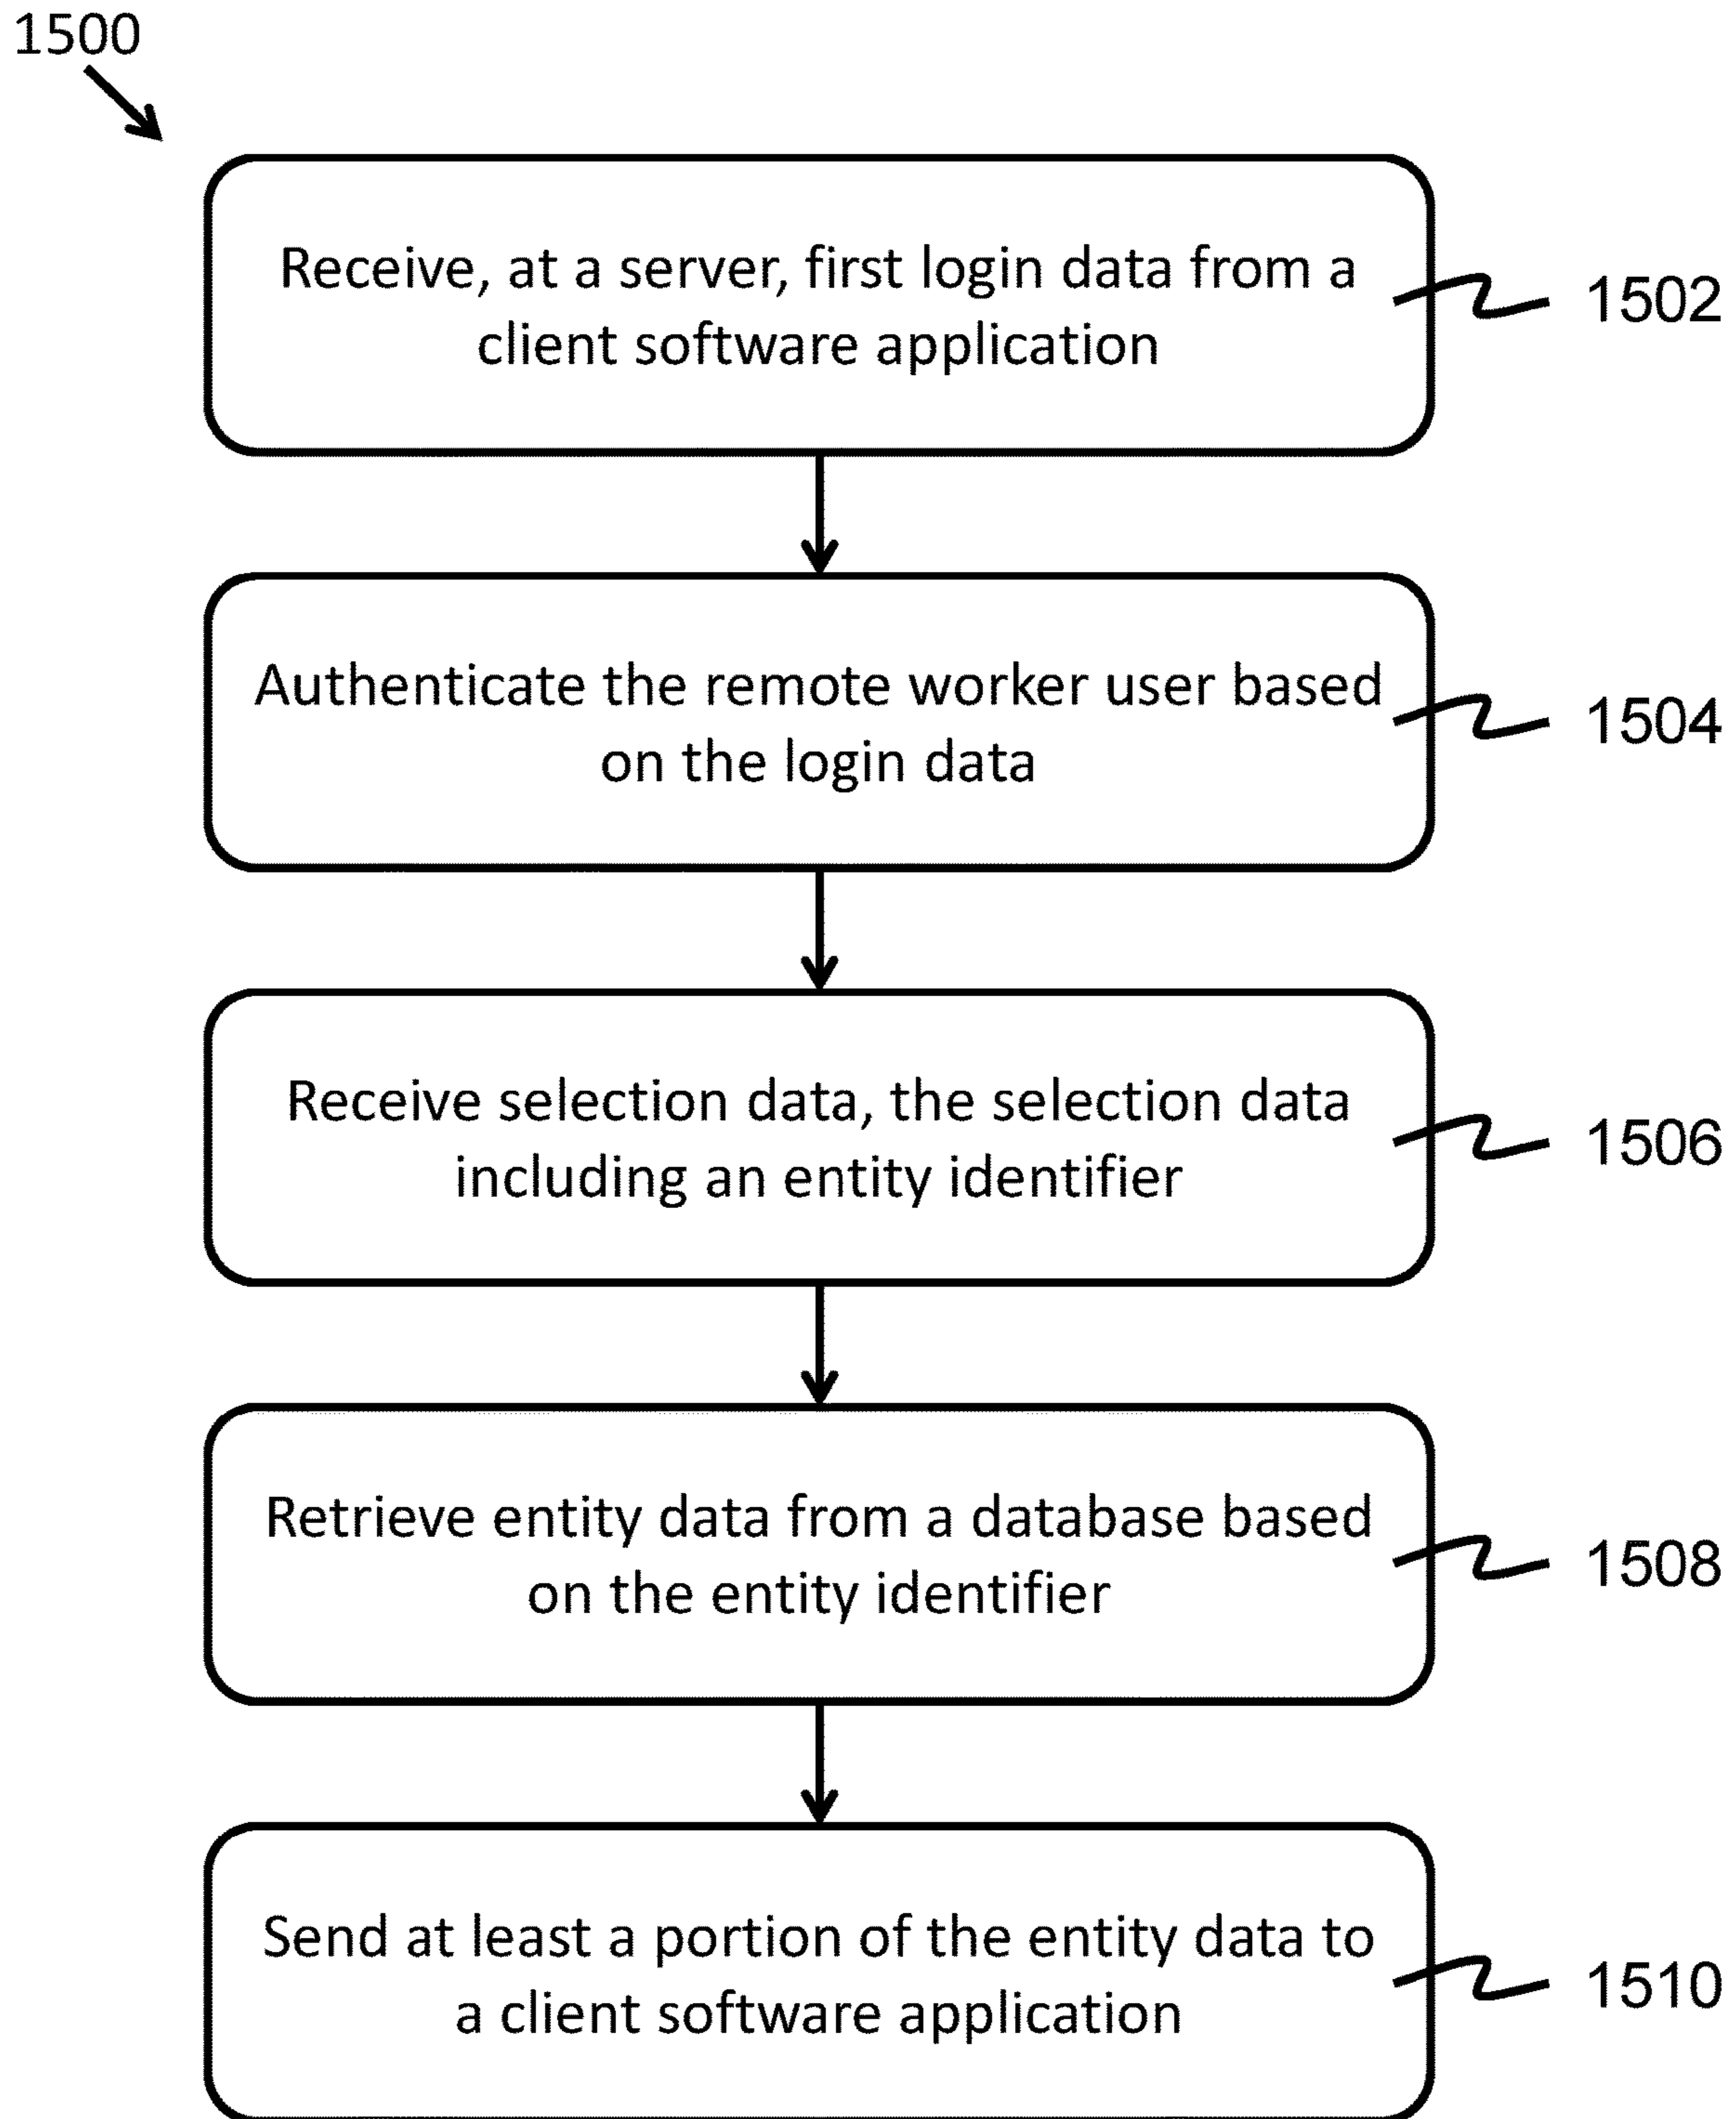 1500
Receive, at a server, first login data from a
client software application
1502
Authenticate the remote worker user based
on the login data
1504
Receive selection data, the selection data
including an entity identifier
1506
Retrieve entity data from a database based
on the entity identifier
1508
Send at least a portion of the entity data to
a client software application
1510